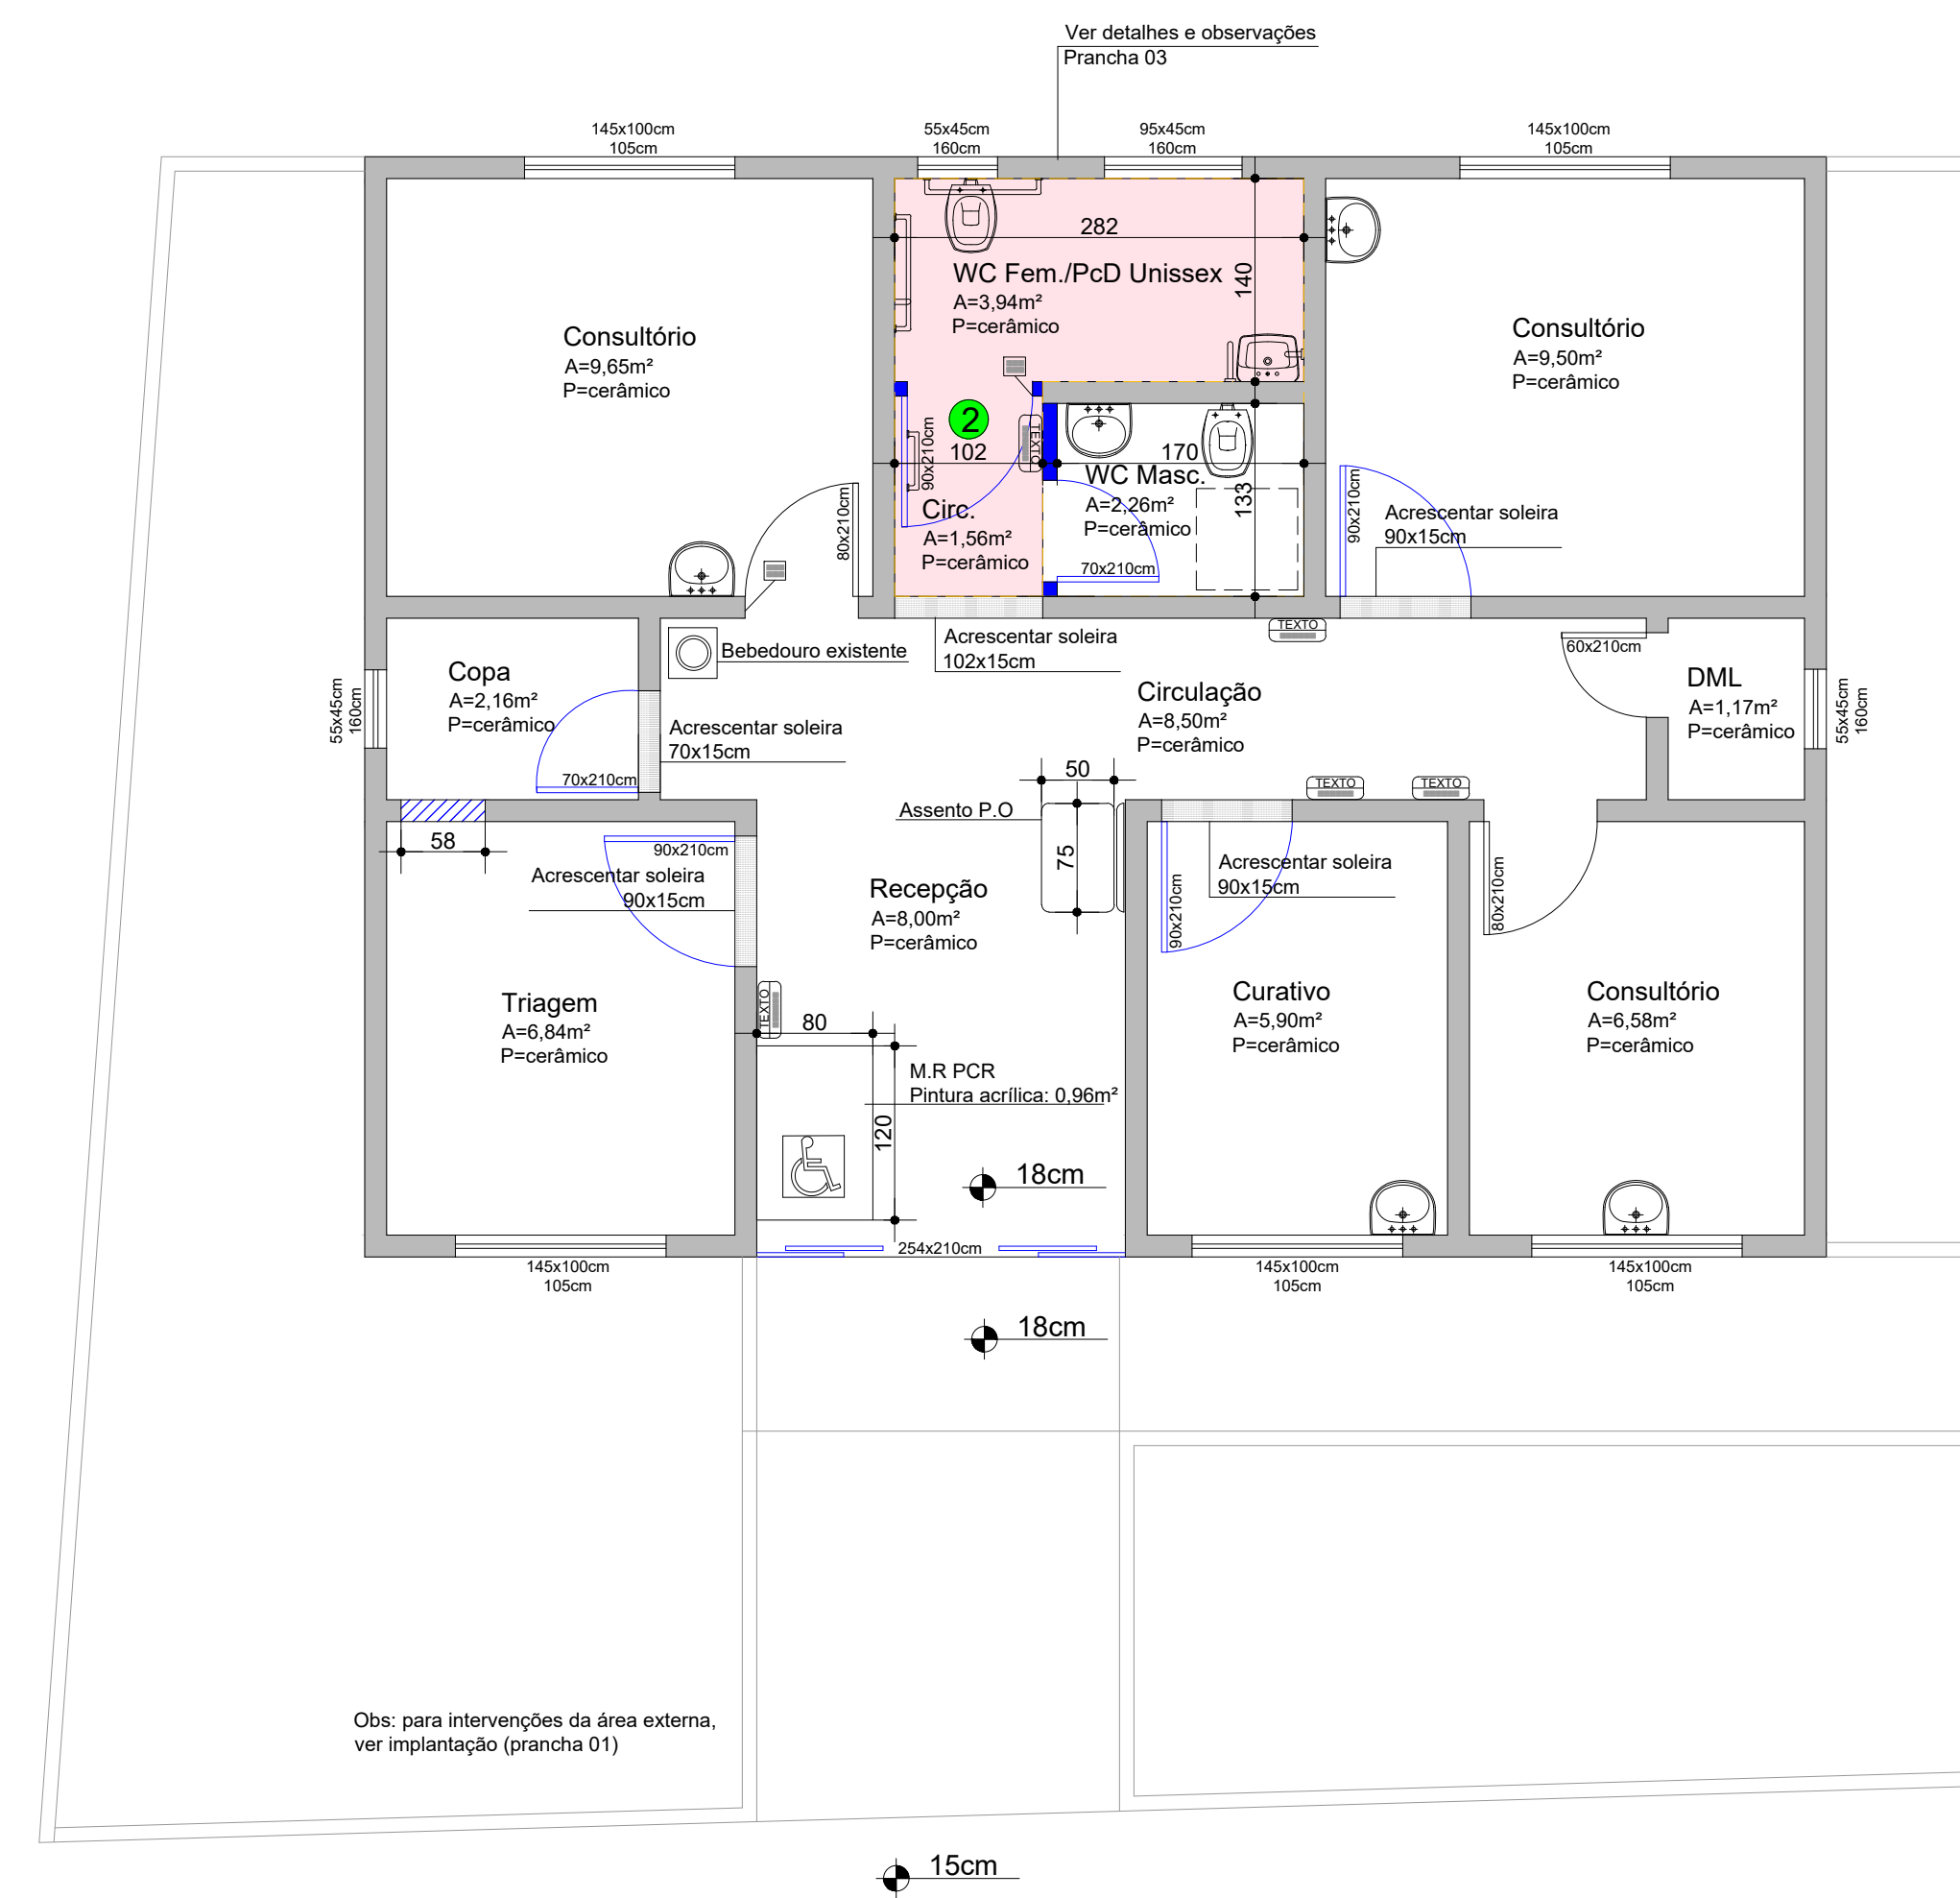 Ver detalhes e observações
Prancha 03
145x100cm
105cm
55x45cm
160cm
95x45cm
160cm
145x100cm
105cm
282
WC Fem./PcD Unissex
A=3,94m²
P=cerâmico
140
Consultório
A=9,65m²
P=cerâmico
Consultório
A=9,50m²
P=cerâmico
2
90x210cm
102
TEXTO
170
WC Masc.
A=2,26m²
P=cerâmico
133
70x210cm
Circ.
A=1,56m²
P=cerâmico
80x210cm
90x210cm
Acrescentar soleira
90x15cm
Acrescentar soleira
102x15cm
TEXTO
60x210cm
Bebedouro existente
Copa
A=2,16m²
P=cerâmico
70x210cm
55x45cm
160cm
Acrescentar soleira
70x15cm
Circulação
A=8,50m²
P=cerâmico
DML
A=1,17m²
P=cerâmico
55x45cm
160cm
50
75
Assento P.O
TEXTO
TEXTO
58
90x210cm
Acrescentar soleira
90x15cm
Recepção
A=8,00m²
P=cerâmico
Acrescentar soleira
90x15cm
90x210cm
80x210cm
Triagem
A=6,84m²
P=cerâmico
TEXTO
80
M.R PCR
Pintura acrílica: 0,96m²
120
Curativo
A=5,90m²
P=cerâmico
Consultório
A=6,58m²
P=cerâmico
18cm
254x210cm
145x100cm
105cm
145x100cm
105cm
145x100cm
105cm
18cm
Obs: para intervenções da área externa,
ver implantação (prancha 01)
15cm